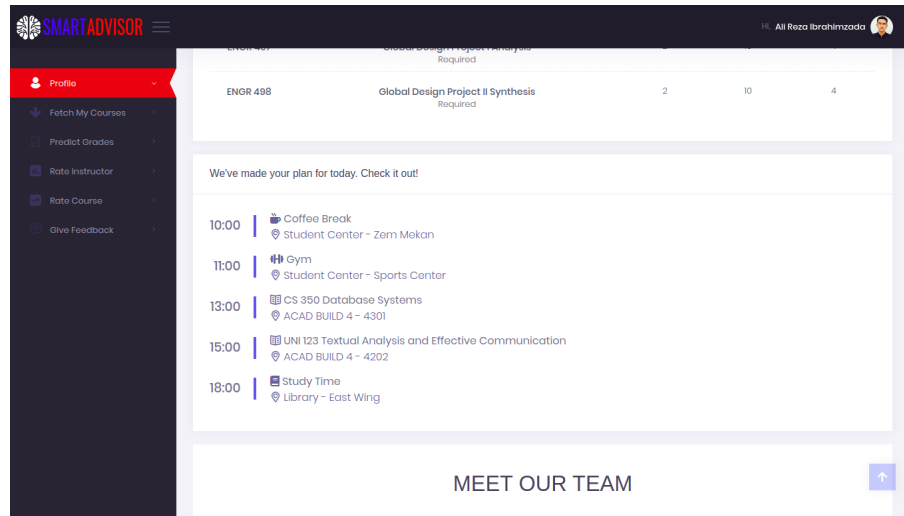 SMARTADVISOR
Hi, Ali Reza Ibrahimzada
Profile
Fetch My Courses
Predict Grades
Rate Instructor
Rate Course
Give Feedback
Global Design Project I Analysis
Required
ENGR 498 Global Design Project II Synthesis 2 10 4
Required
We've made your plan for today. Check it out!
10:00 Coffee Break
Student Center - Zem Mekan
11:00 Gym
Student Center - Sports Center
13:00 CS 350 Database Systems
ACAD BUILD 4 - 4301
15:00 UNI 123 Textual Analysis and Effective Communication
ACAD BUILD 4 - 4202
18:00 Study Time
Library - East Wing
MEET OUR TEAM